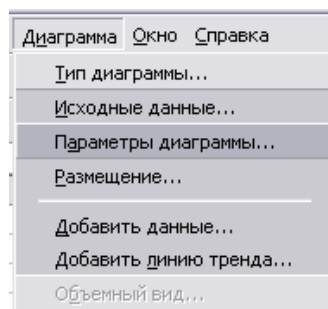 Диаграмма Окно Справка
Тип диаграммы...
Исходные данные...
Параметры диаграммы...
Размещение...
Добавить данные...
Добавить линию тренда...
Объемный вид...